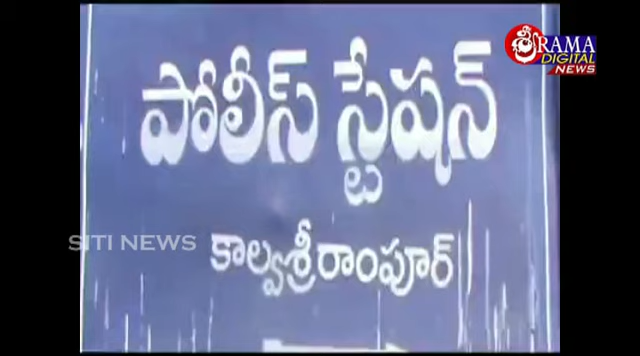 శ్రీRAMA
DIGITAL
NEWS
పోలీస్ స్టేషన్
SITI NEWS
కాల్వశ్రీరాంపూర్